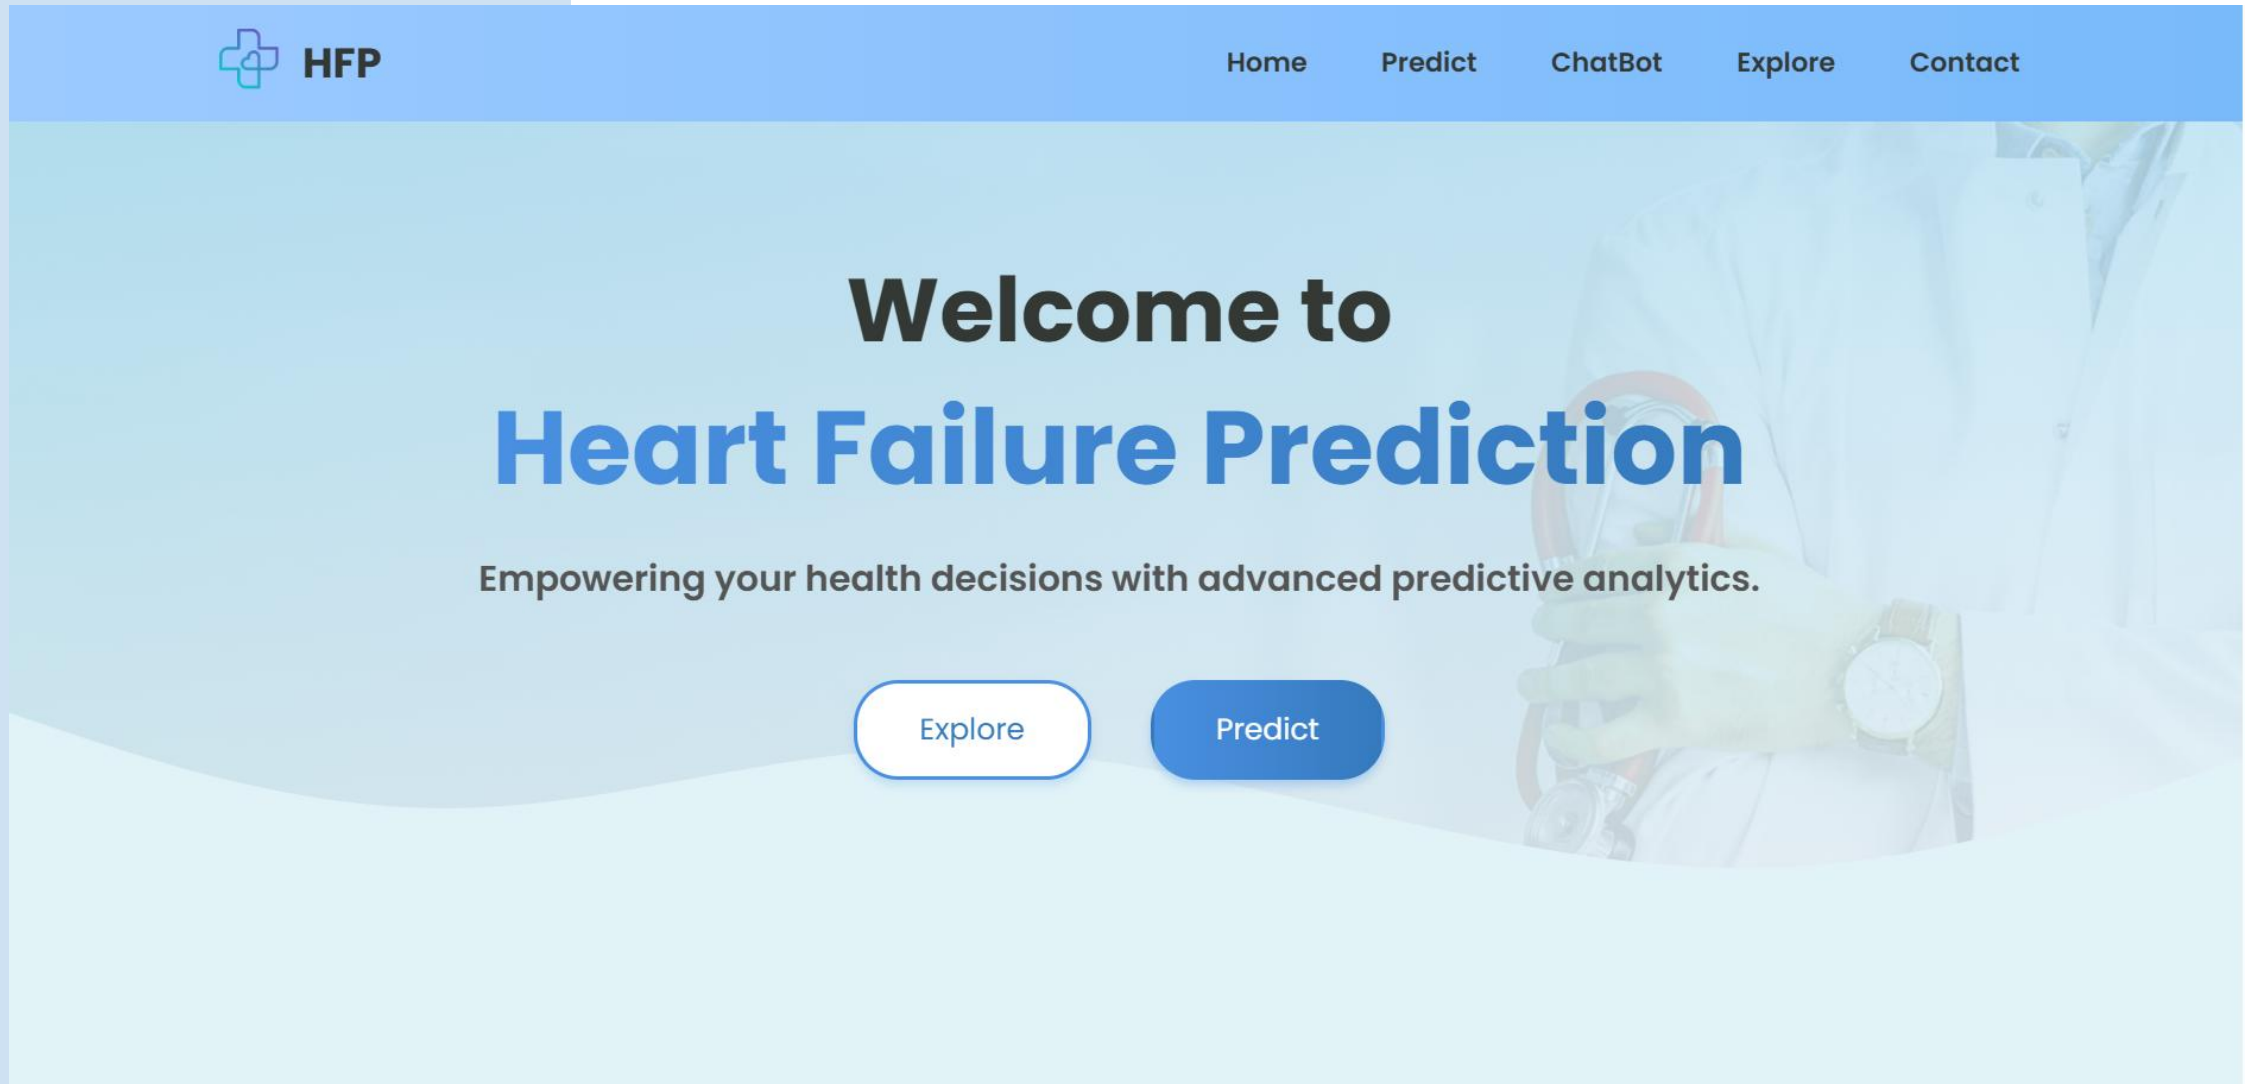 HFP
Home Predict ChatBot Explore Contact
Welcome to
Heart Failure Prediction
Empowering your health decisions with advanced predictive analytics.
Explore
Predict